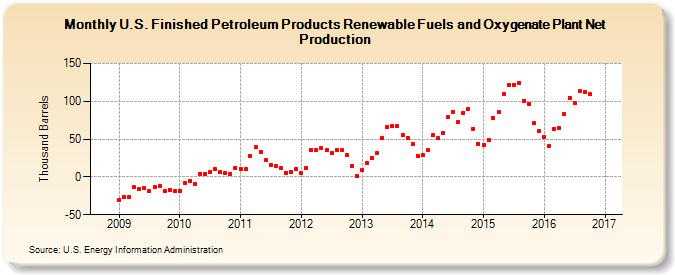 Monthly U.S. Finished Petroleum Products Renewable Fuels and Oxygenate Plant Net
Production
Thousand Barrels
150
100
50
0
-50
2009 2010 2011 2012 2013 2014 2015 2016 2017
Source: U.S. Energy Information Administration